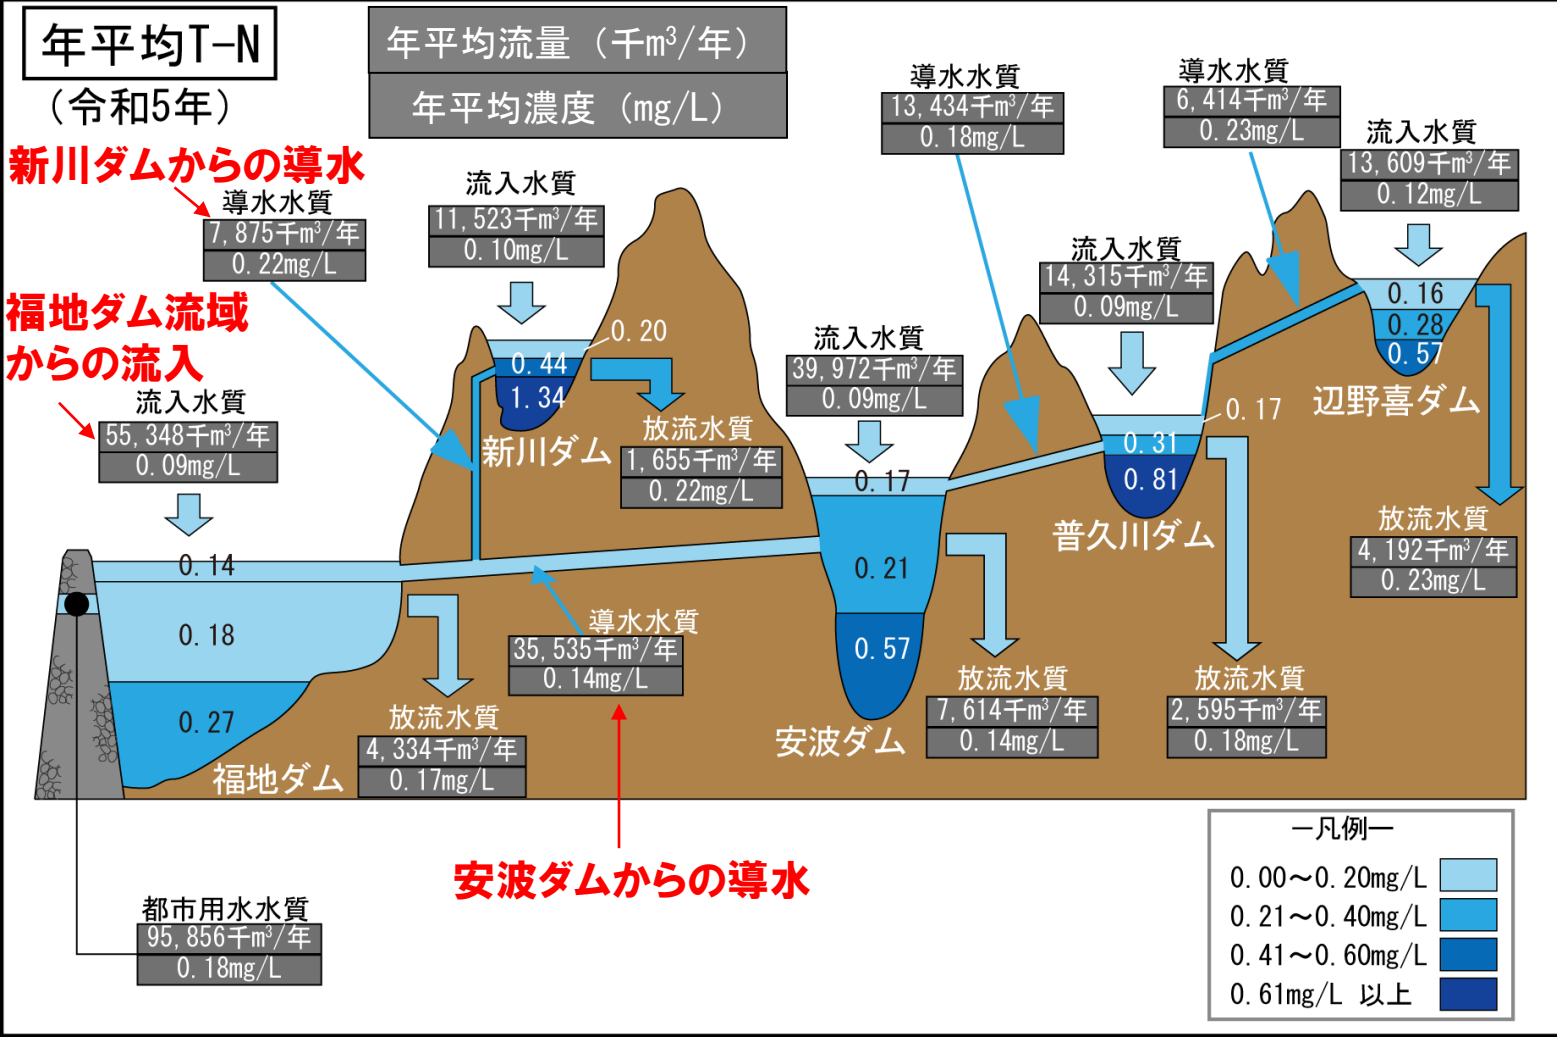 年平均T-N
(令和5年)
年平均流量(千m³/年)
年平均濃度(mg/L)
新川ダムからの導水
導水水質
7,875千m³/年
0.22mg/L
福地ダム流域
からの流入
流入水質
55,348千m³/年
0.09mg/L
流入水質
11,523千m³/年
0.10mg/L
0.20
0.44
1.34
新川ダム
放流水質
1,655千m³/年
0.22mg/L
導水水質
13,434千m³/年
0.18mg/L
導水水質
6,414千m³/年
0.23mg/L
流入水質
13,609千m³/年
0.12mg/L
流入水質
14,315千m³/年
0.09mg/L
流入水質
39,972千m³/年
0.09mg/L
0.16
0.28
0.57
辺野喜ダム
0.17
0.31
0.81
普久川ダム
放流水質
4,192千m³/年
0.23mg/L
0.17
0.21
0.57
安波ダム
0.14
0.18
0.27
福地ダム
導水水質
35,535千m³/年
0.14mg/L
放流水質
4,334千m³/年
0.17mg/L
放流水質
7,614千m³/年
0.14mg/L
放流水質
2,595千m³/年
0.18mg/L
安波ダムからの導水
都市用水水質
95,856千m³/年
0.18mg/L
―凡例―
0.00~0.20mg/L
0.21~0.40mg/L
0.41~0.60mg/L
0.61mg/L 以上